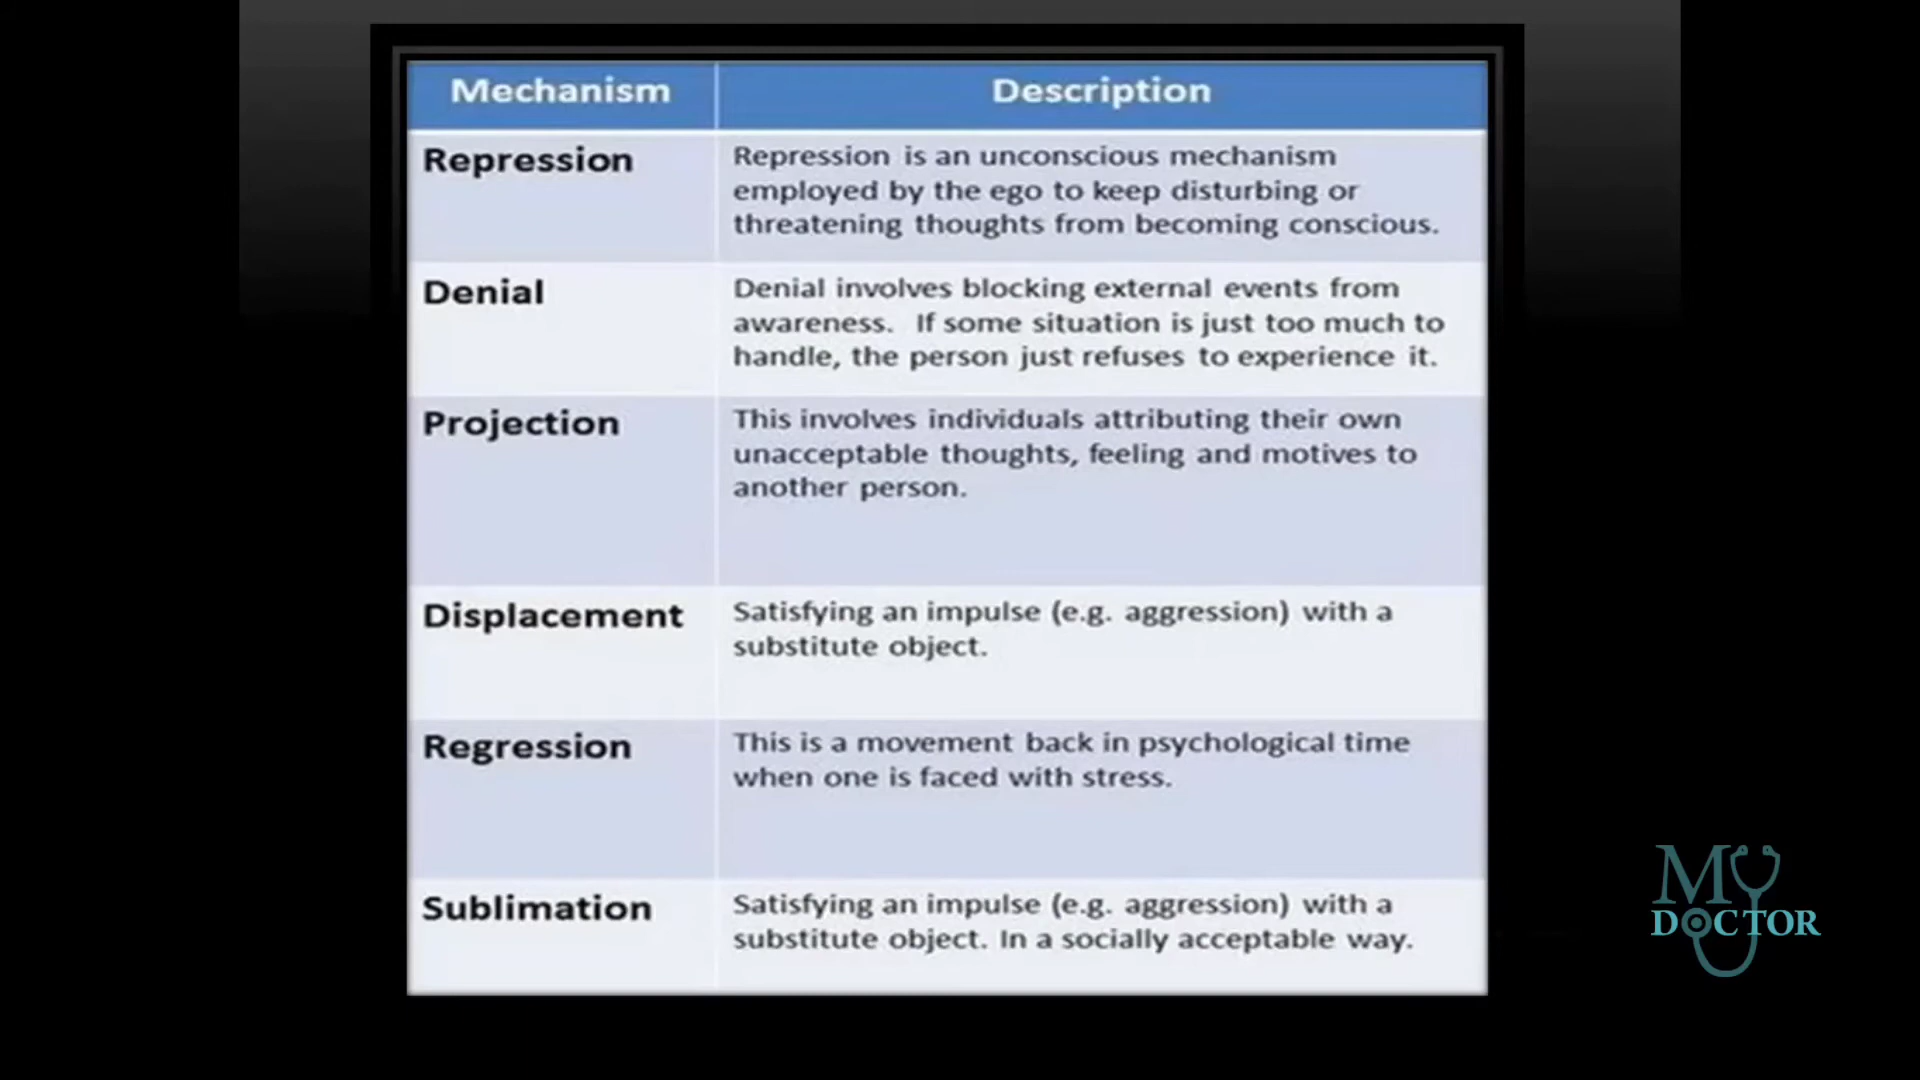 Mechanism
Description
Repression
Repression is an unconscious mechanism
employed by the ego to keep disturbing or
threatening thoughts from becoming conscious.
Denial
Denial involves blocking external events from
awareness. If some situation is just too much to
handle, the person just refuses to experience it.
Projection
This involves individuals attributing their own
unacceptable thoughts, feeling and motives to
another person.
Displacement
Satisfying an impulse (e.g. aggression) with a
substitute object.
Regression
This is a movement back in psychological time
when one is faced with stress.
Sublimation
Satisfying an impulse (e.g. aggression) with a
substitute object. In a socially acceptable way.
MY
DOCTOR